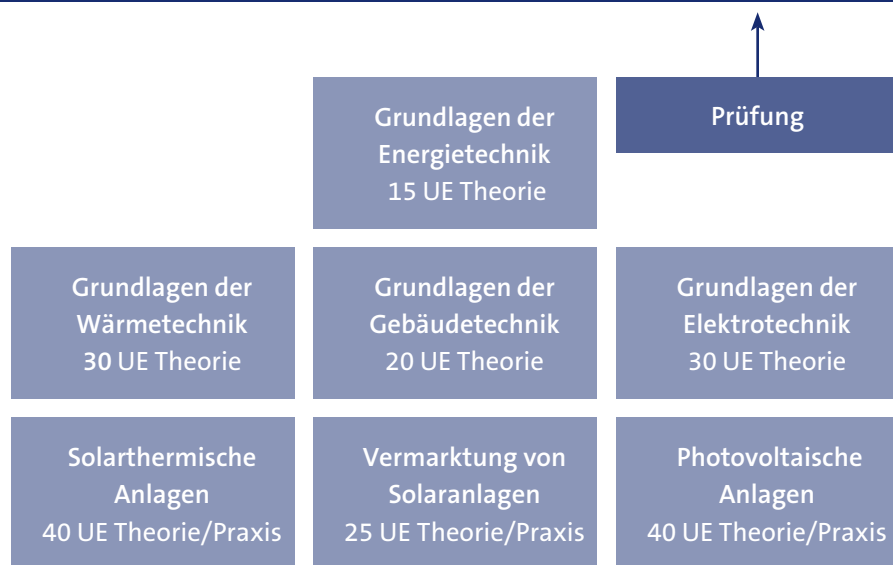 Grundlagen der
Energietechnik
15 UE Theorie
Prüfung
Grundlagen der
Wärmetechnik
30 UE Theorie
Grundlagen der
Gebäudetechnik
20 UE Theorie
Grundlagen der
Elektrotechnik
30 UE Theorie
Solarthermische
Anlagen
40 UE Theorie/Praxis
Vermarktung von
Solaranlagen
25 UE Theorie/Praxis
Photovoltaische
Anlagen
40 UE Theorie/Praxis